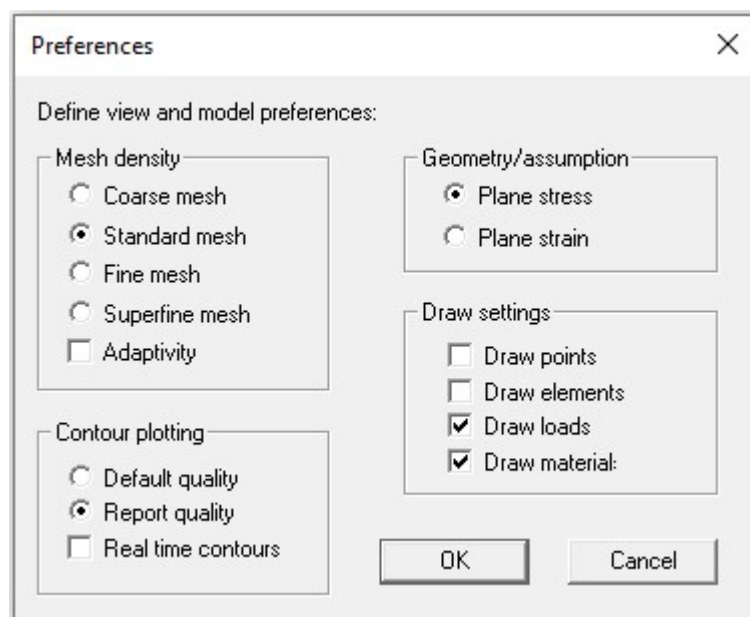 Preferences
Define view and model preferences:
Mesh density
Coarse mesh
Standard mesh
Fine mesh
Superfine mesh
Adaptivity
Contour plotting
Default quality
Report quality
Real time contours
Geometry/assumption
Plane stress
Plane strain
Draw settings
Draw points
Draw elements
Draw loads
Draw material:
OK
Cancel